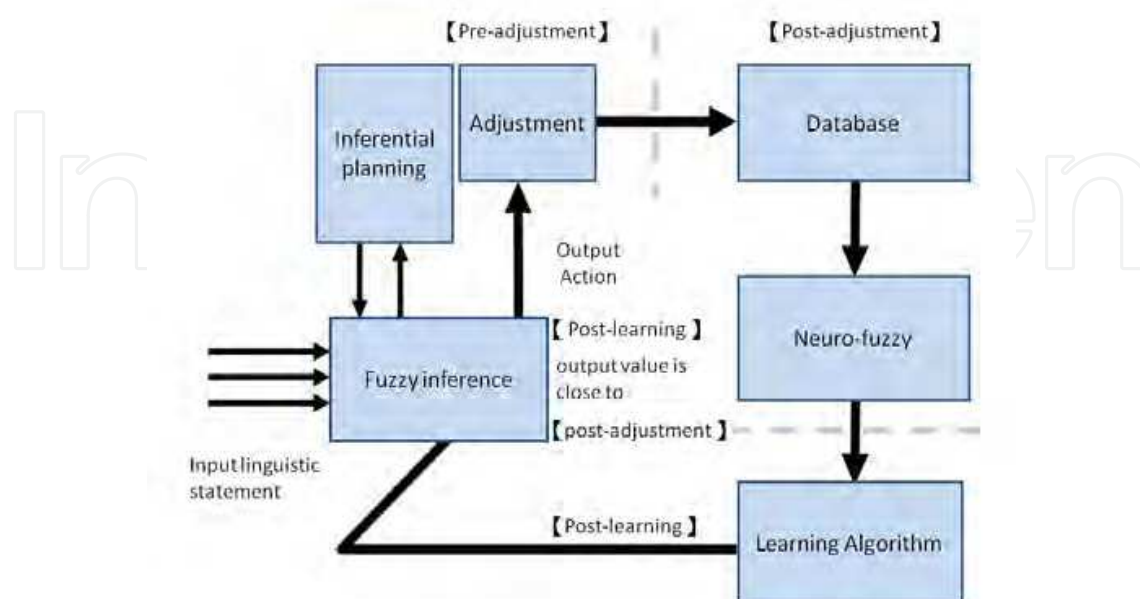 【Pre-adjustment】
【Post-adjustment】
Inferential
planning
Adjustment
Database
Output
Action
Neuro-fuzzy
【 Post-learning 】
output value is
close to
【post-adjustment 】
Fuzzy inference
Input linguistic
statement
【Post-learning 】
Learning Algorithm